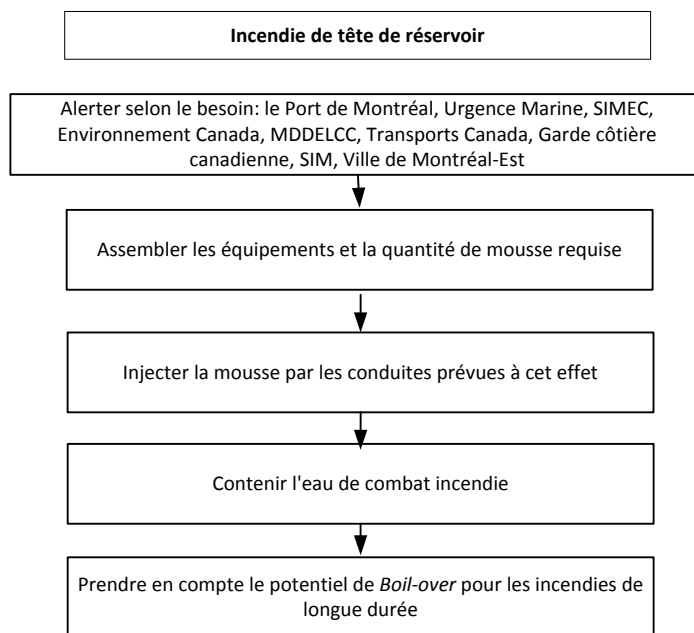 Incendie de tête de réservoir
Alerter selon le besoin: le Port de Montréal, Urgence Marine, SIMEC,
Environnement Canada, MDDELCC, Transports Canada, Garde côtière
canadienne, SIM, Ville de Montréal-Est
Assembler les équipements et la quantité de mousse requise
Injecter la mousse par les conduites prévues à cet effet
Contenir l'eau de combat incendie
Prendre en compte le potentiel de Boil-over pour les incendies de
longue durée